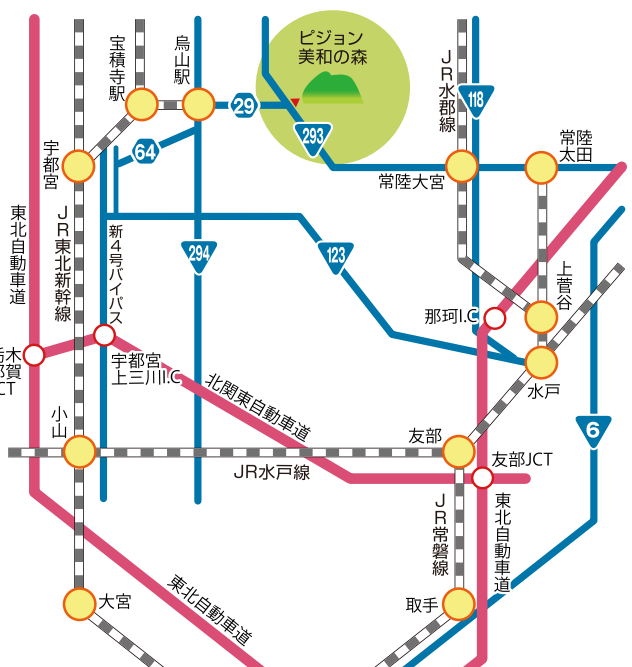 ピジョン
美和の森
宝積寺駅
烏山駅
29
293
JR水郡線
118
常陸
太田
常陸大宮
64
宇都宮
東北自動車道
JR東北新幹線
新4号バイパス
294
123
上菅谷
那珂I.C
水戸
栃木
都賀
JCT
宇都宮
上三川I.C
北関東自動車道
小山
友部
6
JR水戸線
友部JCT
JR常磐線
東北自動車道
大宮
東北自動車道
取手